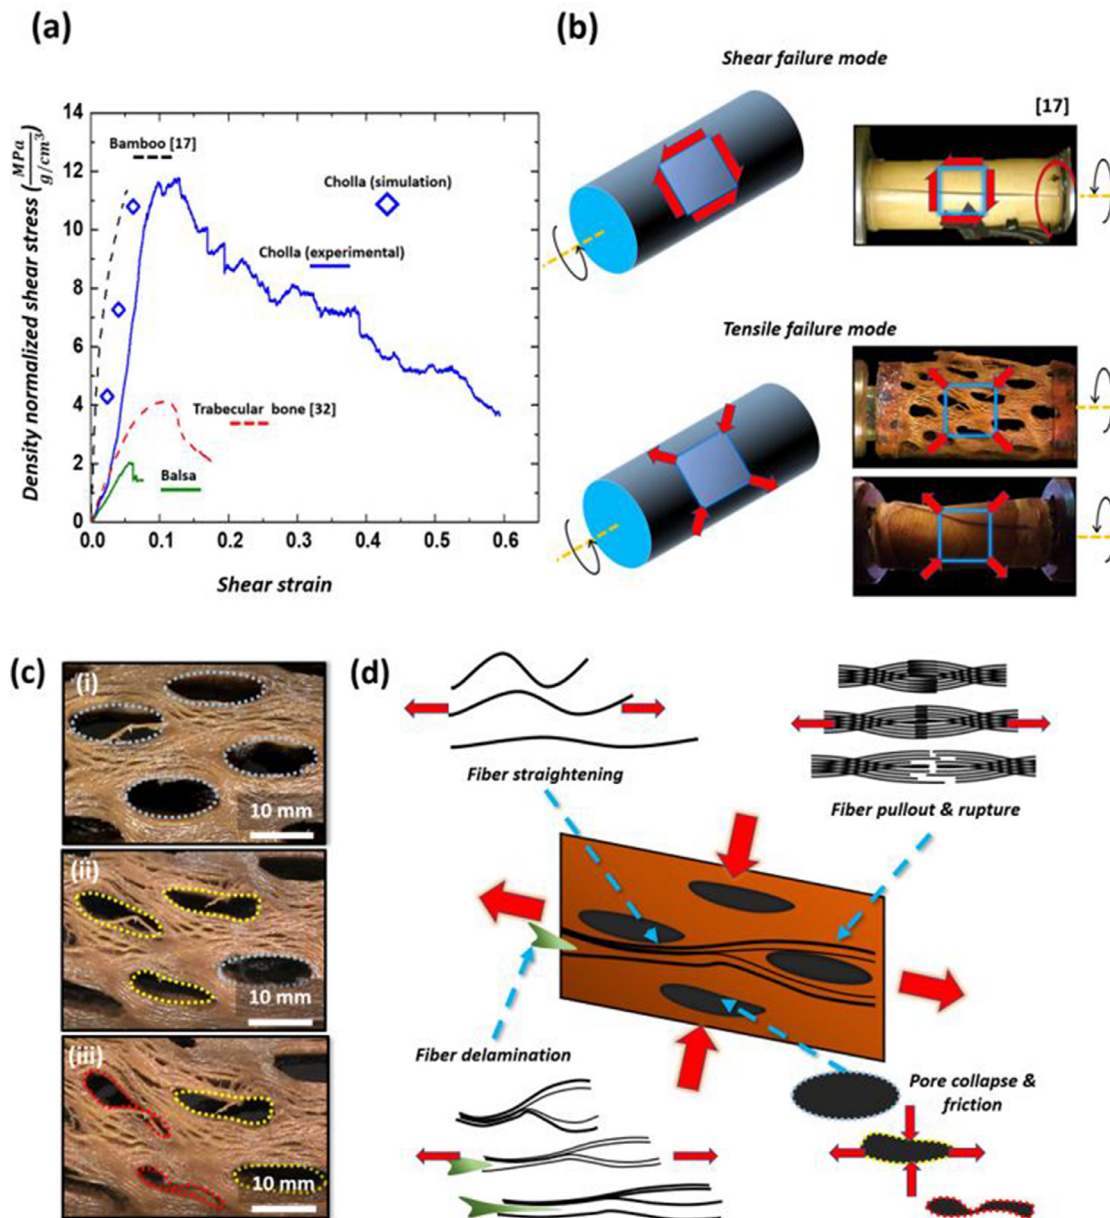 (a)
Density normalized shear stress (MPa / g/cm³)
14
12
10
8
6
4
2
0
Bamboo [17]
Cholla (simulation)
Cholla (experimental)
Trabecular bone [32]
Balsa
0.0 0.1 0.2 0.3 0.4 0.5 0.6
Shear strain
(b)
Shear failure mode
[17]
Tensile failure mode
(c)
(i)
10 mm
(ii)
10 mm
(iii)
10 mm
(d)
Fiber straightening
Fiber pullout & rupture
Fiber delamination
Pore collapse &
friction